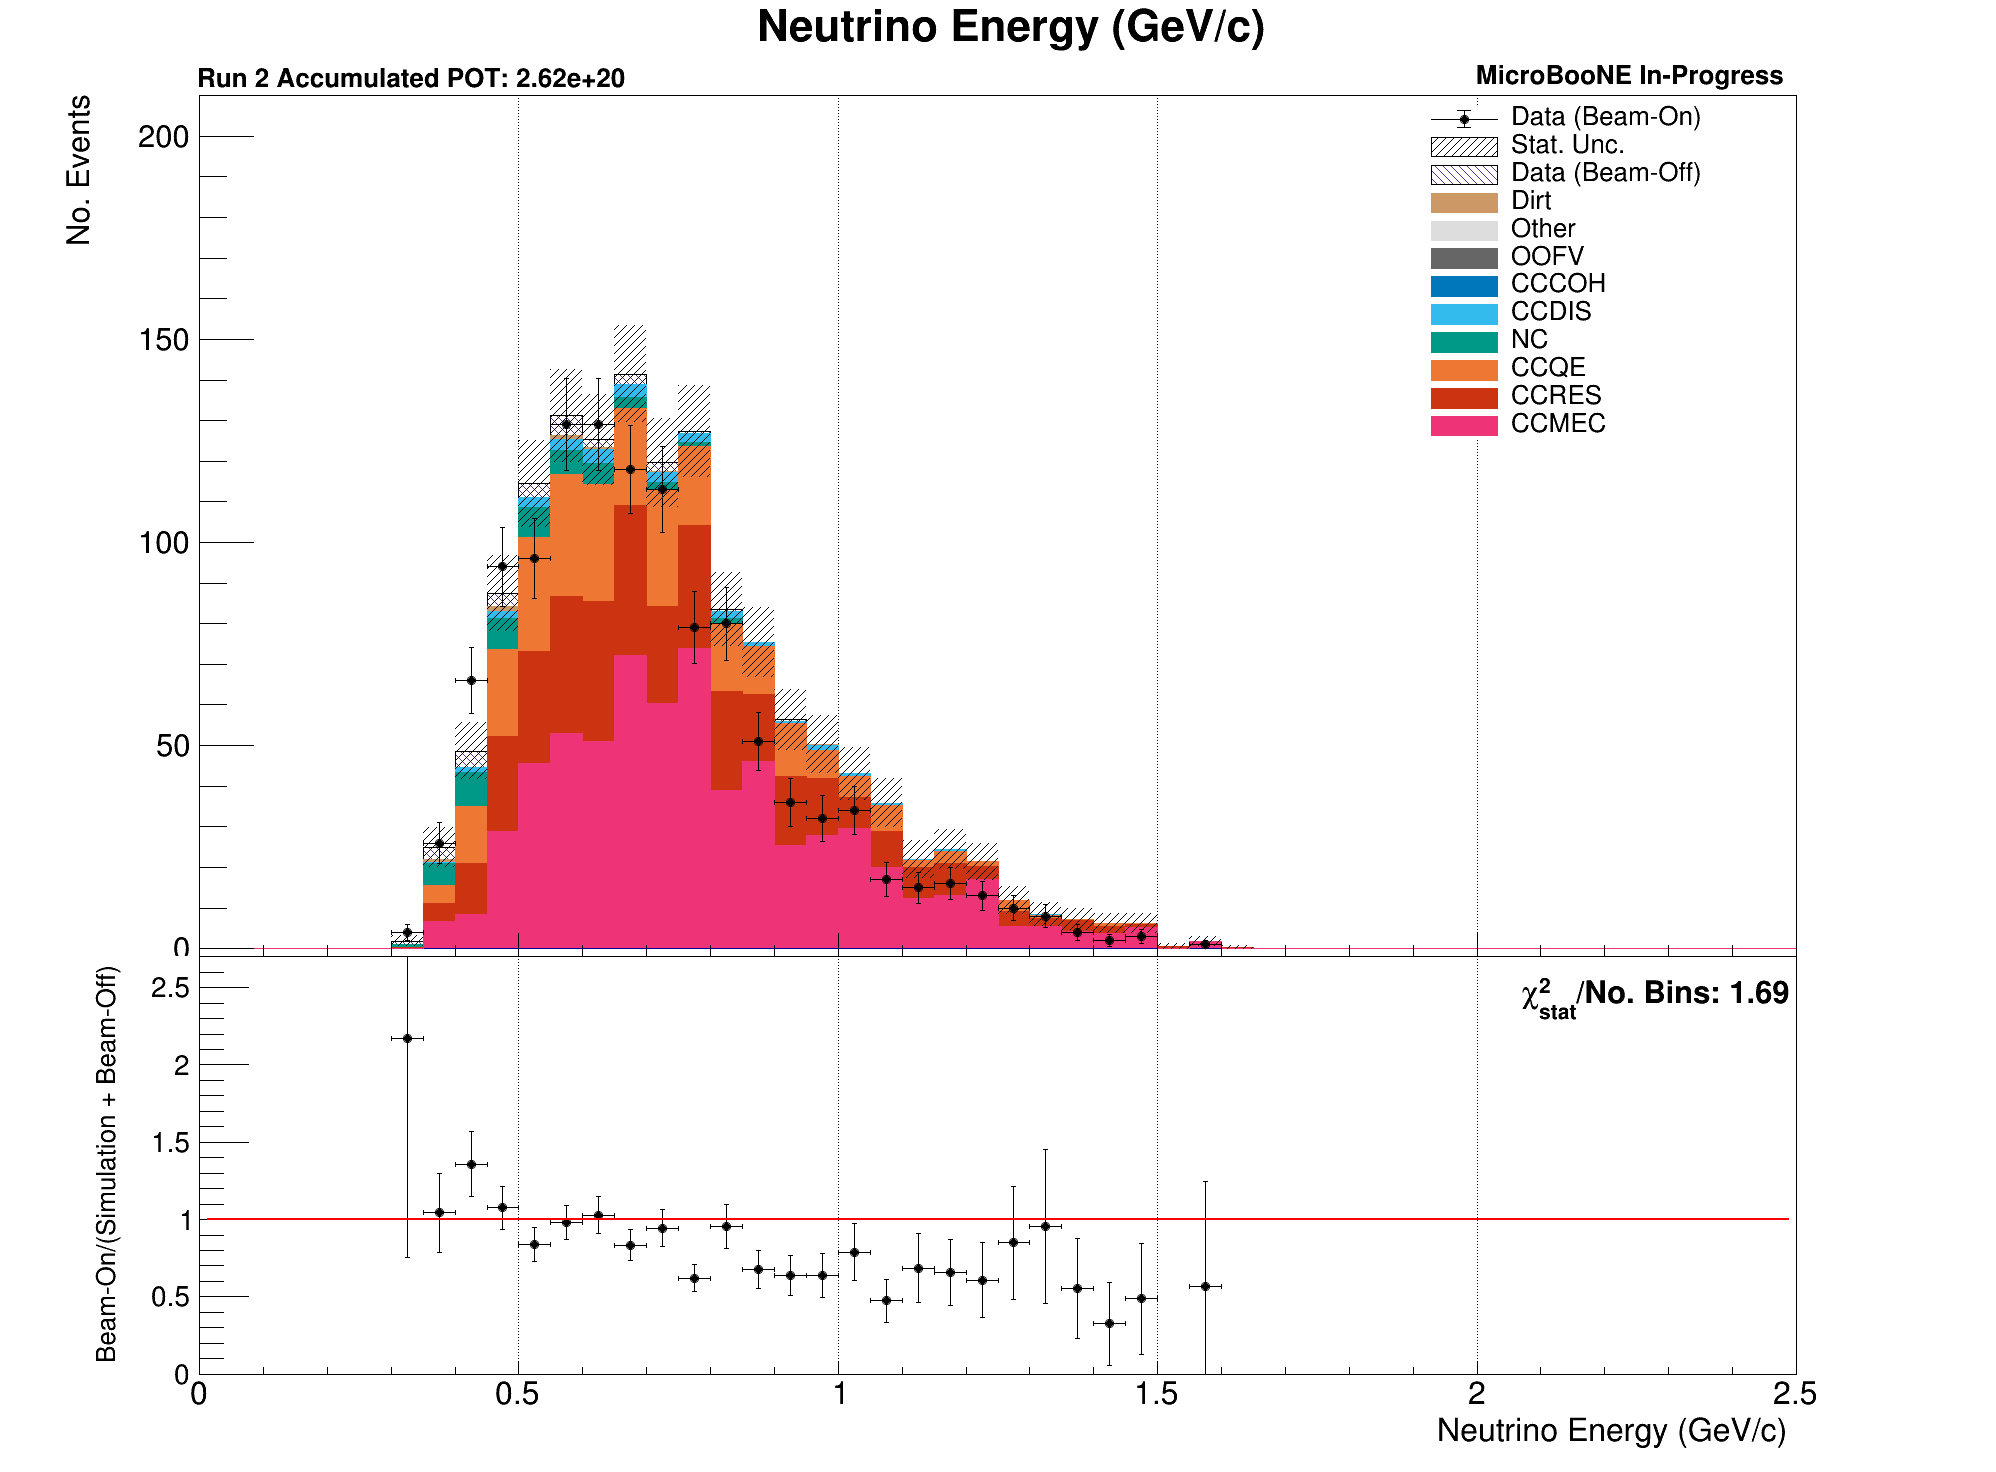 Neutrino Energy (GeV/c)
Run 2 Accumulated POT: 2.62e+20
MicroBooNE In-Progress
No. Events
200
150
100
50
0
Data (Beam-On)
Stat. Unc.
Data (Beam-Off)
Dirt
Other
OOFV
CCCOH
CCDIS
NC
CCQE
CCRES
CCMEC
Beam-On/(Simulation + Beam-Off)
2.5
2
1.5
1
0.5
0
χ²stat/No. Bins: 1.69
0 0.5 1 1.5 2 2.5
Neutrino Energy (GeV/c)